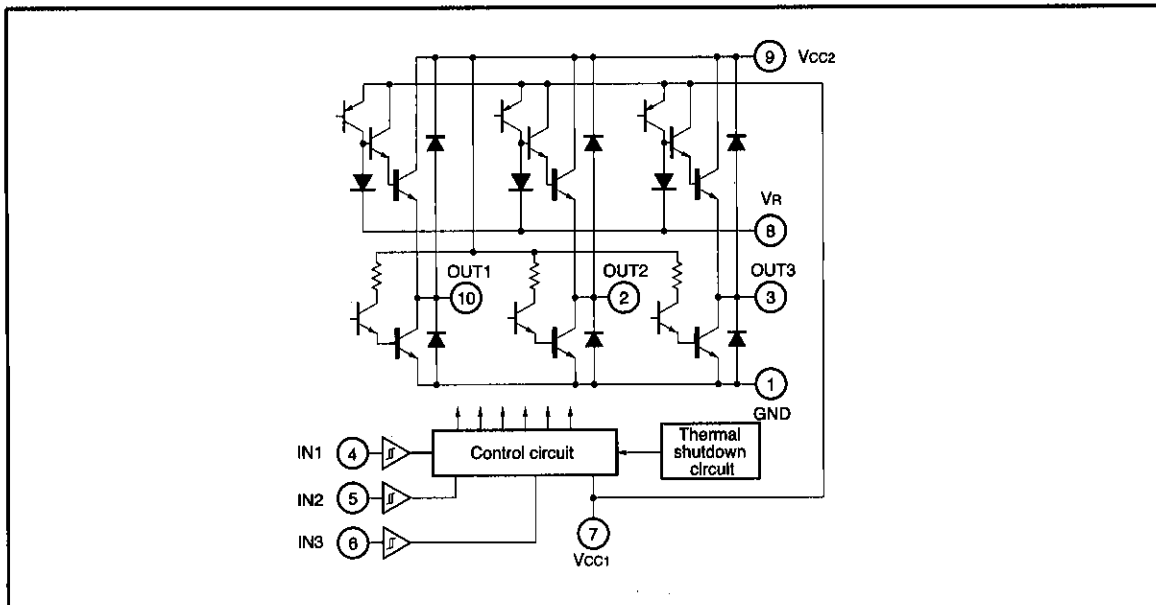 9 VCC2
VR
8
OUT1 OUT2 OUT3
10 2 3
1
GND
IN1 4 Control circuit Thermal shutdown circuit
IN2 5
IN3 6
7
VCC1